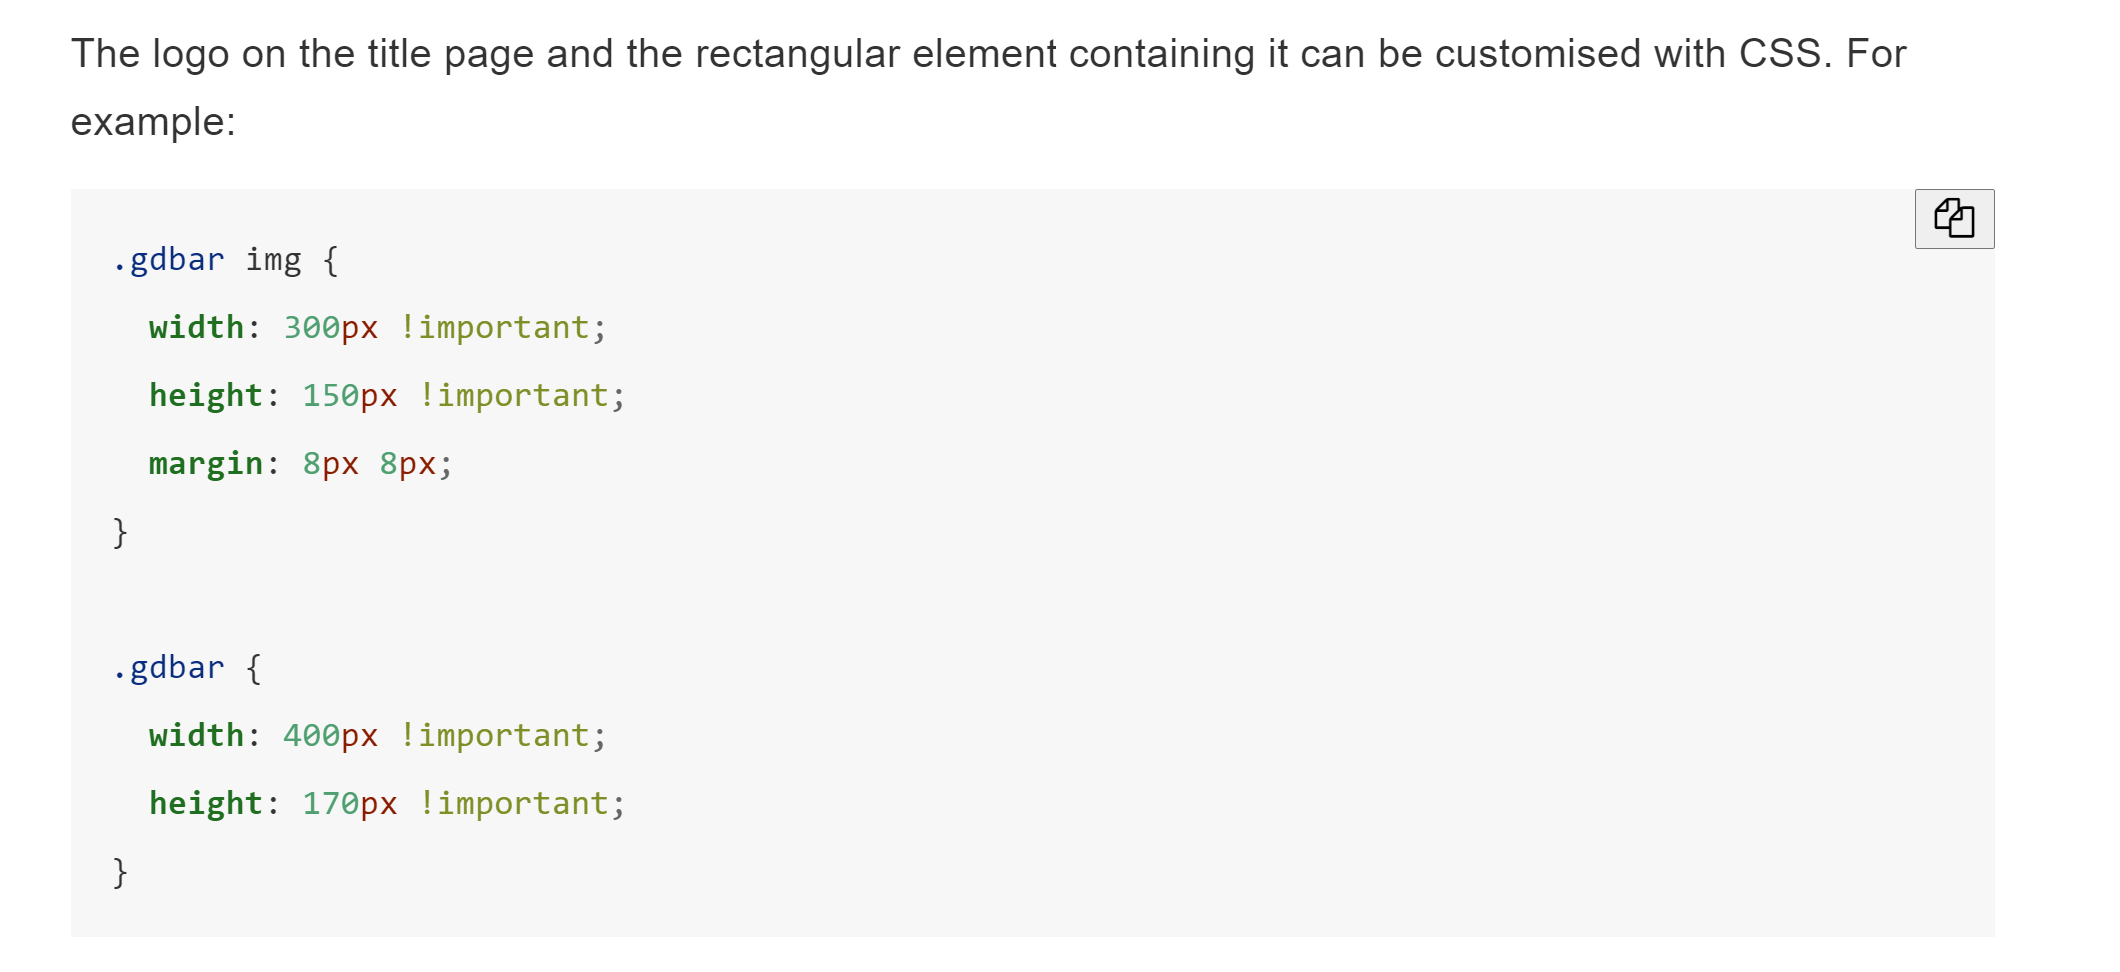 The logo on the title page and the rectangular element containing it can be customised with CSS. For
example:
.gdbar img {
  width: 300px !important;
  height: 150px !important;
  margin: 8px 8px;
}

.gdbar {
  width: 400px !important;
  height: 170px !important;
}